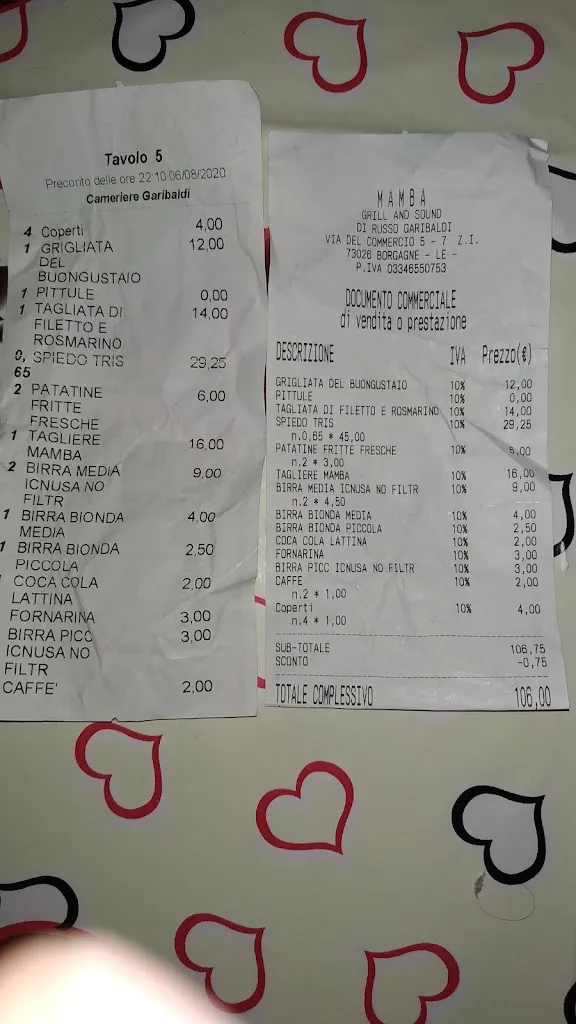 Tavolo 5
Preconto delle ore 22 10 06/08/2020
Cameriere Garibaldi
4 Coperti 4,00
1 GRIGLIATA 12,00
DEL
BUONGUSTAIO
1 PITTULE 0,00
1 TAGLIATA DI 14,00
FILETTO E
ROSMARINO
0, SPIEDO TRIS 29,25
65
2 PATATINE 6,00
FRITTE
FRESCHE
1 TAGLIERE 16,00
MAMBA
2 BIRRA MEDIA 9,00
ICNUSA NO
FILTR
1 BIRRA BIONDA 4,00
MEDIA
1 BIRRA BIONDA 2,50
PICCOLA
COCA COLA 2,00
LATTINA
FORNARINA 3,00
BIRRA PICC 3,00
ICNUSA NO
FILTR
CAFFE' 2,00
MAMBA
GRILL AND SOUND
DI RUSSO GARIBALDI
VIA DEL COMMERCIO 5 - 7 Z.I.
73026 BORGAGNE - LE -
P.IVA 03346550753
DOCUMENTO COMMERCIALE
di vendita o prestazione
DESCRIZIONE IVA Prezzo(€)
GRIGLIATA DEL BUONGUSTAIO 10% 12,00
PITTULE 10% 0,00
TAGLIATA DI FILETTO E ROSMARINO 10% 14,00
SPIEDO TRIS 10% 29,25
n.0,65 * 45,00
PATATINE FRITTE FRESCHE 10% 6,00
n.2 * 3,00
TAGLIERE MAMBA 10% 16,00
BIRRA MEDIA ICNUSA NO FILTR 10% 9,00
n.2 * 4,50
BIRRA BIONDA MEDIA 10% 4,00
BIRRA BIONDA PICCOLA 10% 2,50
COCA COLA LATTINA 10% 2,00
FORNARINA 10% 3,00
BIRRA PICC ICNUSA NO FILTR 10% 3,00
CAFFE 10% 2,00
n.2 * 1,00
Coperti 10% 4,00
n.4 * 1,00
SUB-TOTALE 106,75
SCONTO -0,75
TOTALE COMPLESSIVO 106,00